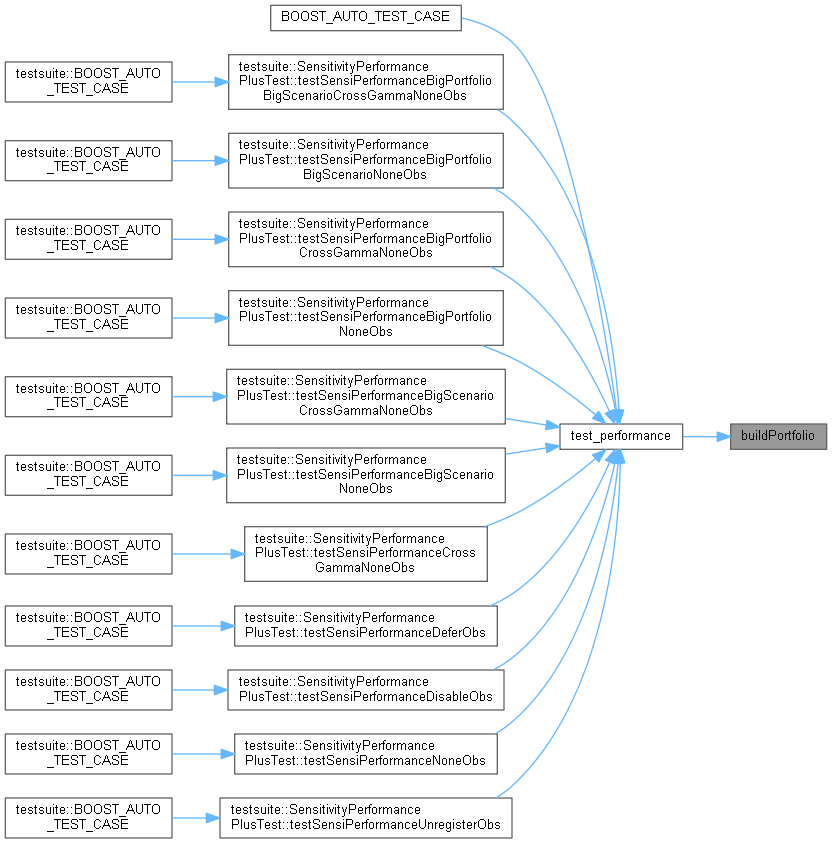 BOOST_AUTO_TEST_CASE
testsuite::BOOST_AUTO
_TEST_CASE
testsuite::SensitivityPerformance
PlusTest::testSensiPerformanceBigPortfolio
BigScenarioCrossGammaNoneObs
testsuite::BOOST_AUTO
_TEST_CASE
testsuite::SensitivityPerformance
PlusTest::testSensiPerformanceBigPortfolio
BigScenarioNoneObs
testsuite::BOOST_AUTO
_TEST_CASE
testsuite::SensitivityPerformance
PlusTest::testSensiPerformanceBigPortfolio
CrossGammaNoneObs
testsuite::BOOST_AUTO
_TEST_CASE
testsuite::SensitivityPerformance
PlusTest::testSensiPerformanceBigPortfolio
NoneObs
testsuite::BOOST_AUTO
_TEST_CASE
testsuite::SensitivityPerformance
PlusTest::testSensiPerformanceBigScenario
CrossGammaNoneObs
test_performance
buildPortfolio
testsuite::BOOST_AUTO
_TEST_CASE
testsuite::SensitivityPerformance
PlusTest::testSensiPerformanceBigScenario
NoneObs
testsuite::BOOST_AUTO
_TEST_CASE
testsuite::SensitivityPerformance
PlusTest::testSensiPerformanceCross
GammaNoneObs
testsuite::BOOST_AUTO
_TEST_CASE
testsuite::SensitivityPerformance
PlusTest::testSensiPerformanceDeferObs
testsuite::BOOST_AUTO
_TEST_CASE
testsuite::SensitivityPerformance
PlusTest::testSensiPerformanceDisableObs
testsuite::BOOST_AUTO
_TEST_CASE
testsuite::SensitivityPerformance
PlusTest::testSensiPerformanceNoneObs
testsuite::BOOST_AUTO
_TEST_CASE
testsuite::SensitivityPerformance
PlusTest::testSensiPerformanceUnregisterObs